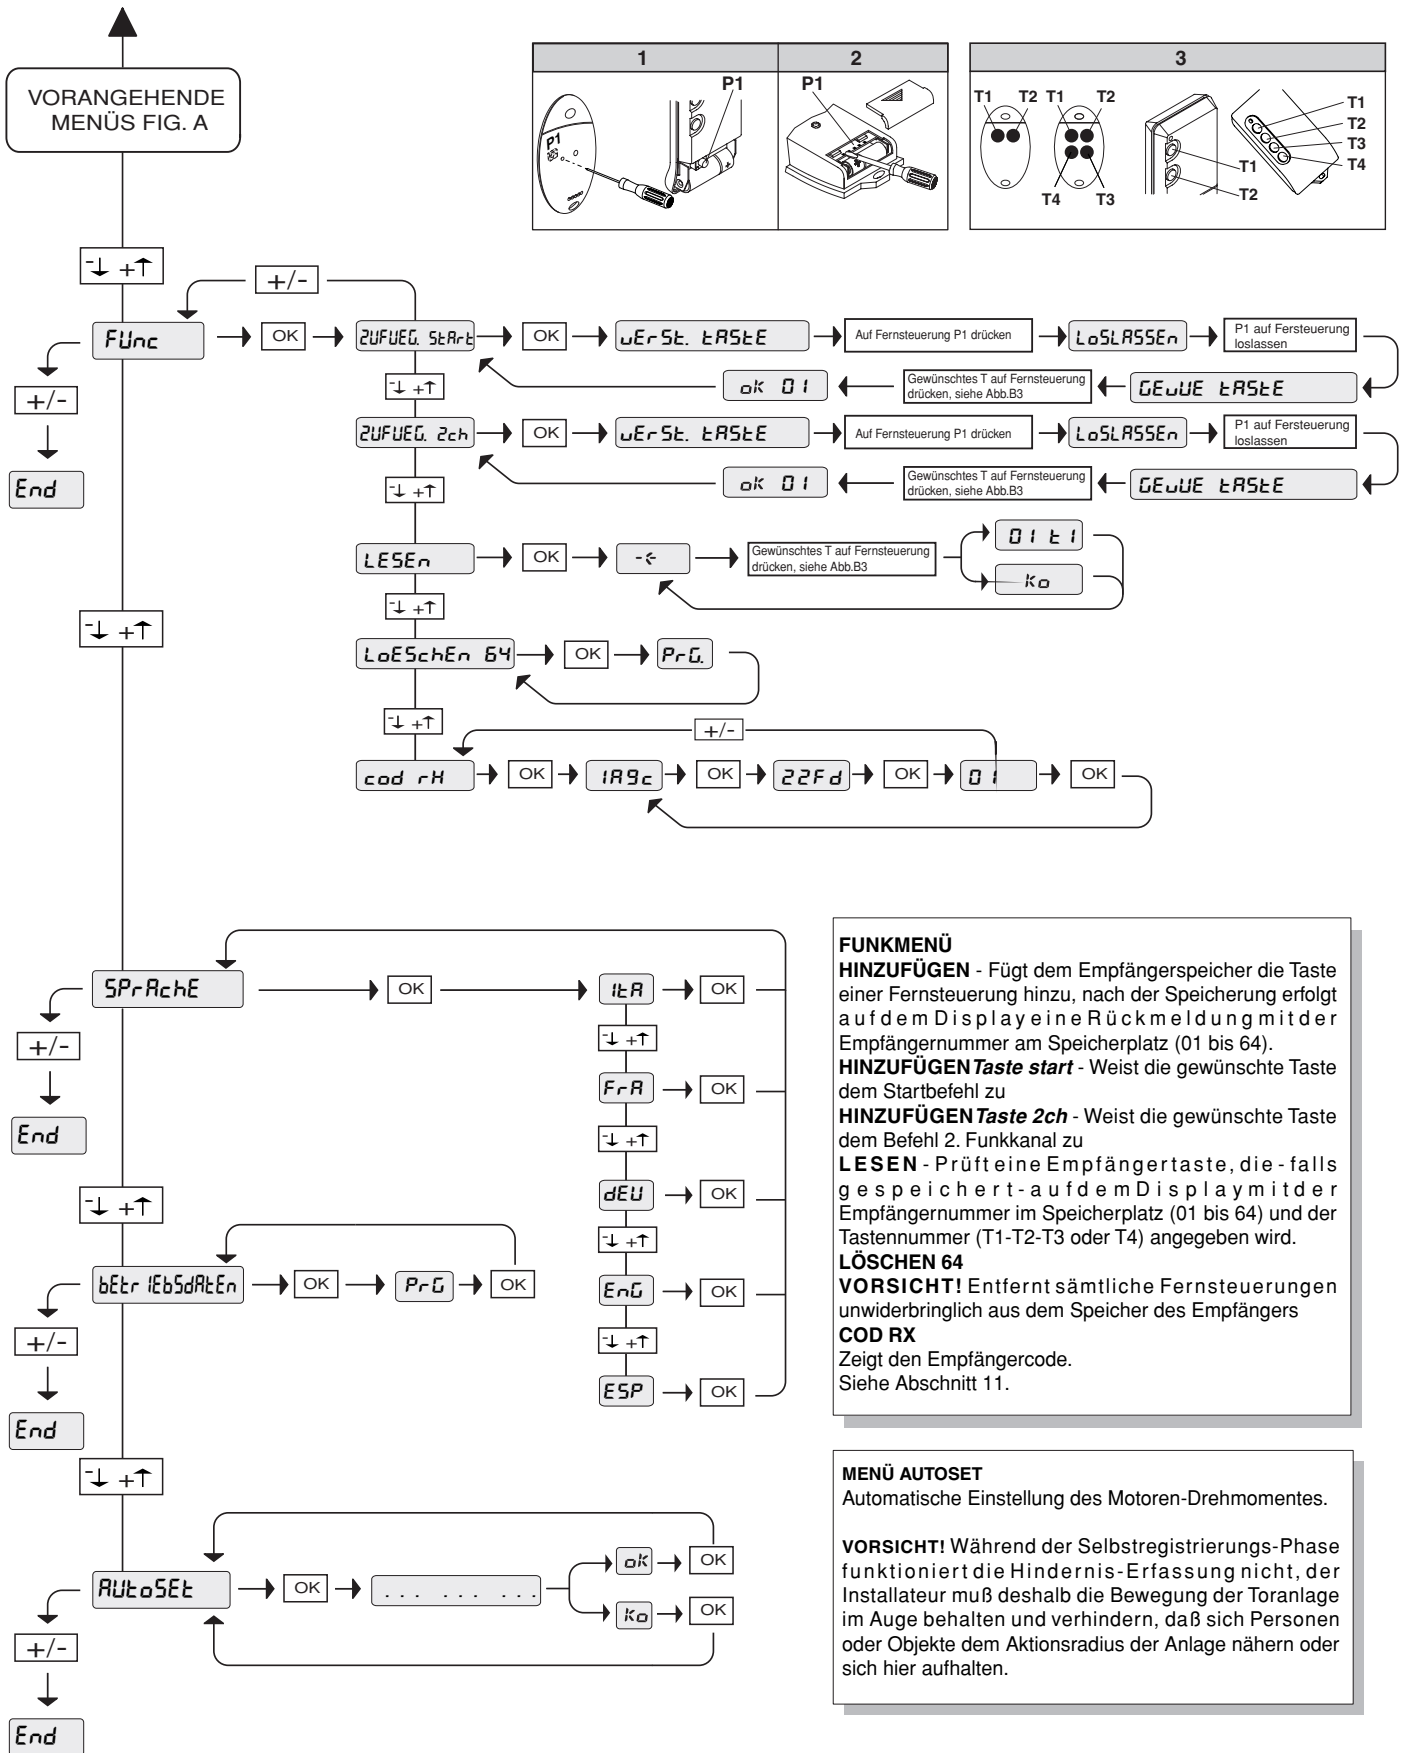 VORANGEHENDE
MENÜS FIG. A
1
2
3
P1
P1
P1
T1 T2 T1 T2
T4 T3
T1
T2
T1
T2
T3
T4
-↓ +↑
+/-
FUnc
OK
ZUFUEG. StArt
OK
vErSt. tAStE
Auf Fernsteuerung P1 drücken
LoSLASSEn
P1 auf Fersteuerung
loslassen
+/-
-↓ +↑
oK 01
Gewünschtes T auf Fernsteuerung
drücken, siehe Abb.B3
GEwUE tAStE
End
ZUFUEG. 2ch
OK
vErSt. tAStE
Auf Fernsteuerung P1 drücken
LoSLASSEn
P1 auf Fersteuerung
loslassen
-↓ +↑
oK 01
Gewünschtes T auf Fernsteuerung
drücken, siehe Abb.B3
GEwUE tAStE
LESEn
OK
Gewünschtes T auf Fernsteuerung
drücken, siehe Abb.B3
01 t1
Ko
-↓ +↑
-↓ +↑
LoESchEn 64
OK
PrG.
-↓ +↑
+/-
cod rH
OK
1A9c
OK
22Fd
OK
01
OK
SPrAchE
OK
ItA
OK
+/-
-↓ +↑
End
FrA
OK
-↓ +↑
-↓ +↑
dEU
OK
-↓ +↑
bEtrIEbSdAtEn
OK
PrG
OK
EnG
OK
+/-
-↓ +↑
End
ESP
OK
-↓ +↑
AUtoSEt
OK
... ... ...
oK
OK
Ko
OK
+/-
End
FUNKMENÜ
HINZUFÜGEN - Fügt dem Empfängerspeicher die Taste
einer Fernsteuerung hinzu, nach der Speicherung erfolgt
auf dem Display eine Rückmeldung mit der
Empfängernummer am Speicherplatz (01 bis 64).
HINZUFÜGEN Taste start - Weist die gewünschte Taste
dem Startbefehl zu
HINZUFÜGEN Taste 2ch - Weist die gewünschte Taste
dem Befehl 2. Funkkanal zu
LESEN - Prüft eine Empfängertaste, die - falls
gespeichert - auf dem Display mit der
Empfängernummer im Speicherplatz (01 bis 64) und der
Tastennummer (T1-T2-T3 oder T4) angegeben wird.
LÖSCHEN 64
VORSICHT! Entfernt sämtliche Fernsteuerungen
unwiderbringlich aus dem Speicher des Empfängers
COD RX
Zeigt den Empfängercode.
Siehe Abschnitt 11.
MENÜ AUTOSET
Automatische Einstellung des Motoren-Drehmomentes.
VORSICHT! Während der Selbstregistrierungs-Phase
funktioniert die Hindernis-Erfassung nicht, der
Installateur muß deshalb die Bewegung der Toranlage
im Auge behalten und verhindern, daß sich Personen
oder Objekte dem Aktionsradius der Anlage nähern oder
sich hier aufhalten.